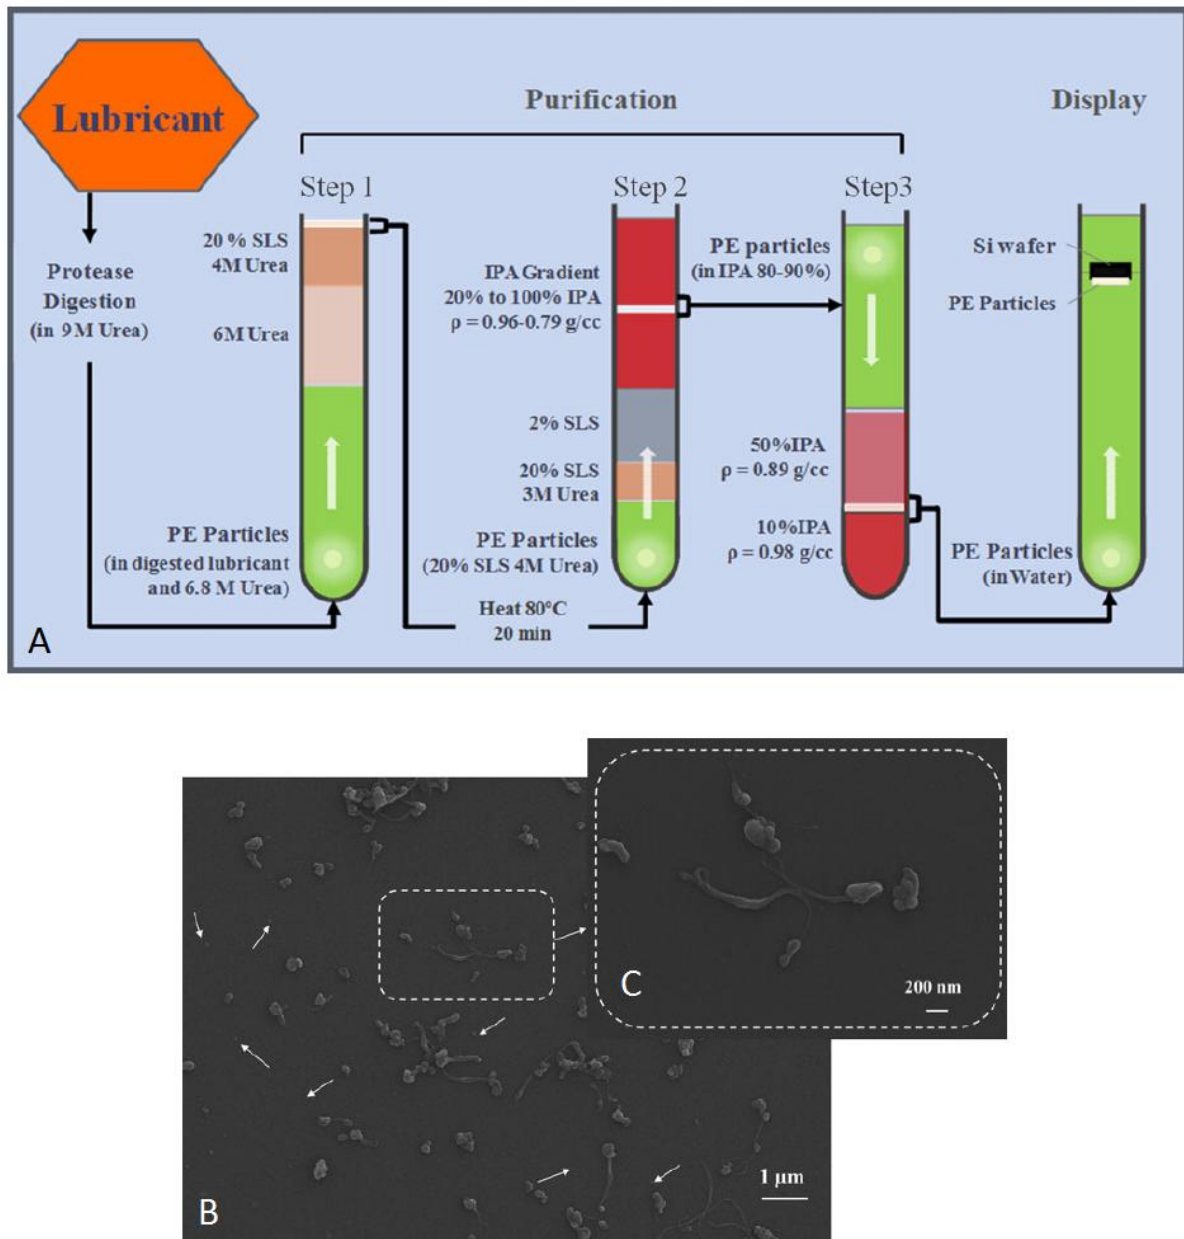 Lubricant
Purification
Display
Step 1
Step 2
Step3
20 % SLS
4M Urea
6M Urea
Protease
Digestion
(in 9M Urea)
PE Particles
(in digested lubricant
and 6.8 M Urea)
IPA Gradient
20% to 100% IPA
ρ = 0.96-0.79 g/cc
2% SLS
20% SLS
3M Urea
PE Particles
(20% SLS 4M Urea)
Heat 80°C
20 min
PE particles
(in IPA 80-90%)
50%IPA
ρ = 0.89 g/cc
10%IPA
ρ = 0.98 g/cc
Si wafer
PE Particles
PE Particles
(in Water)
A
C
200 nm
B
1 μm